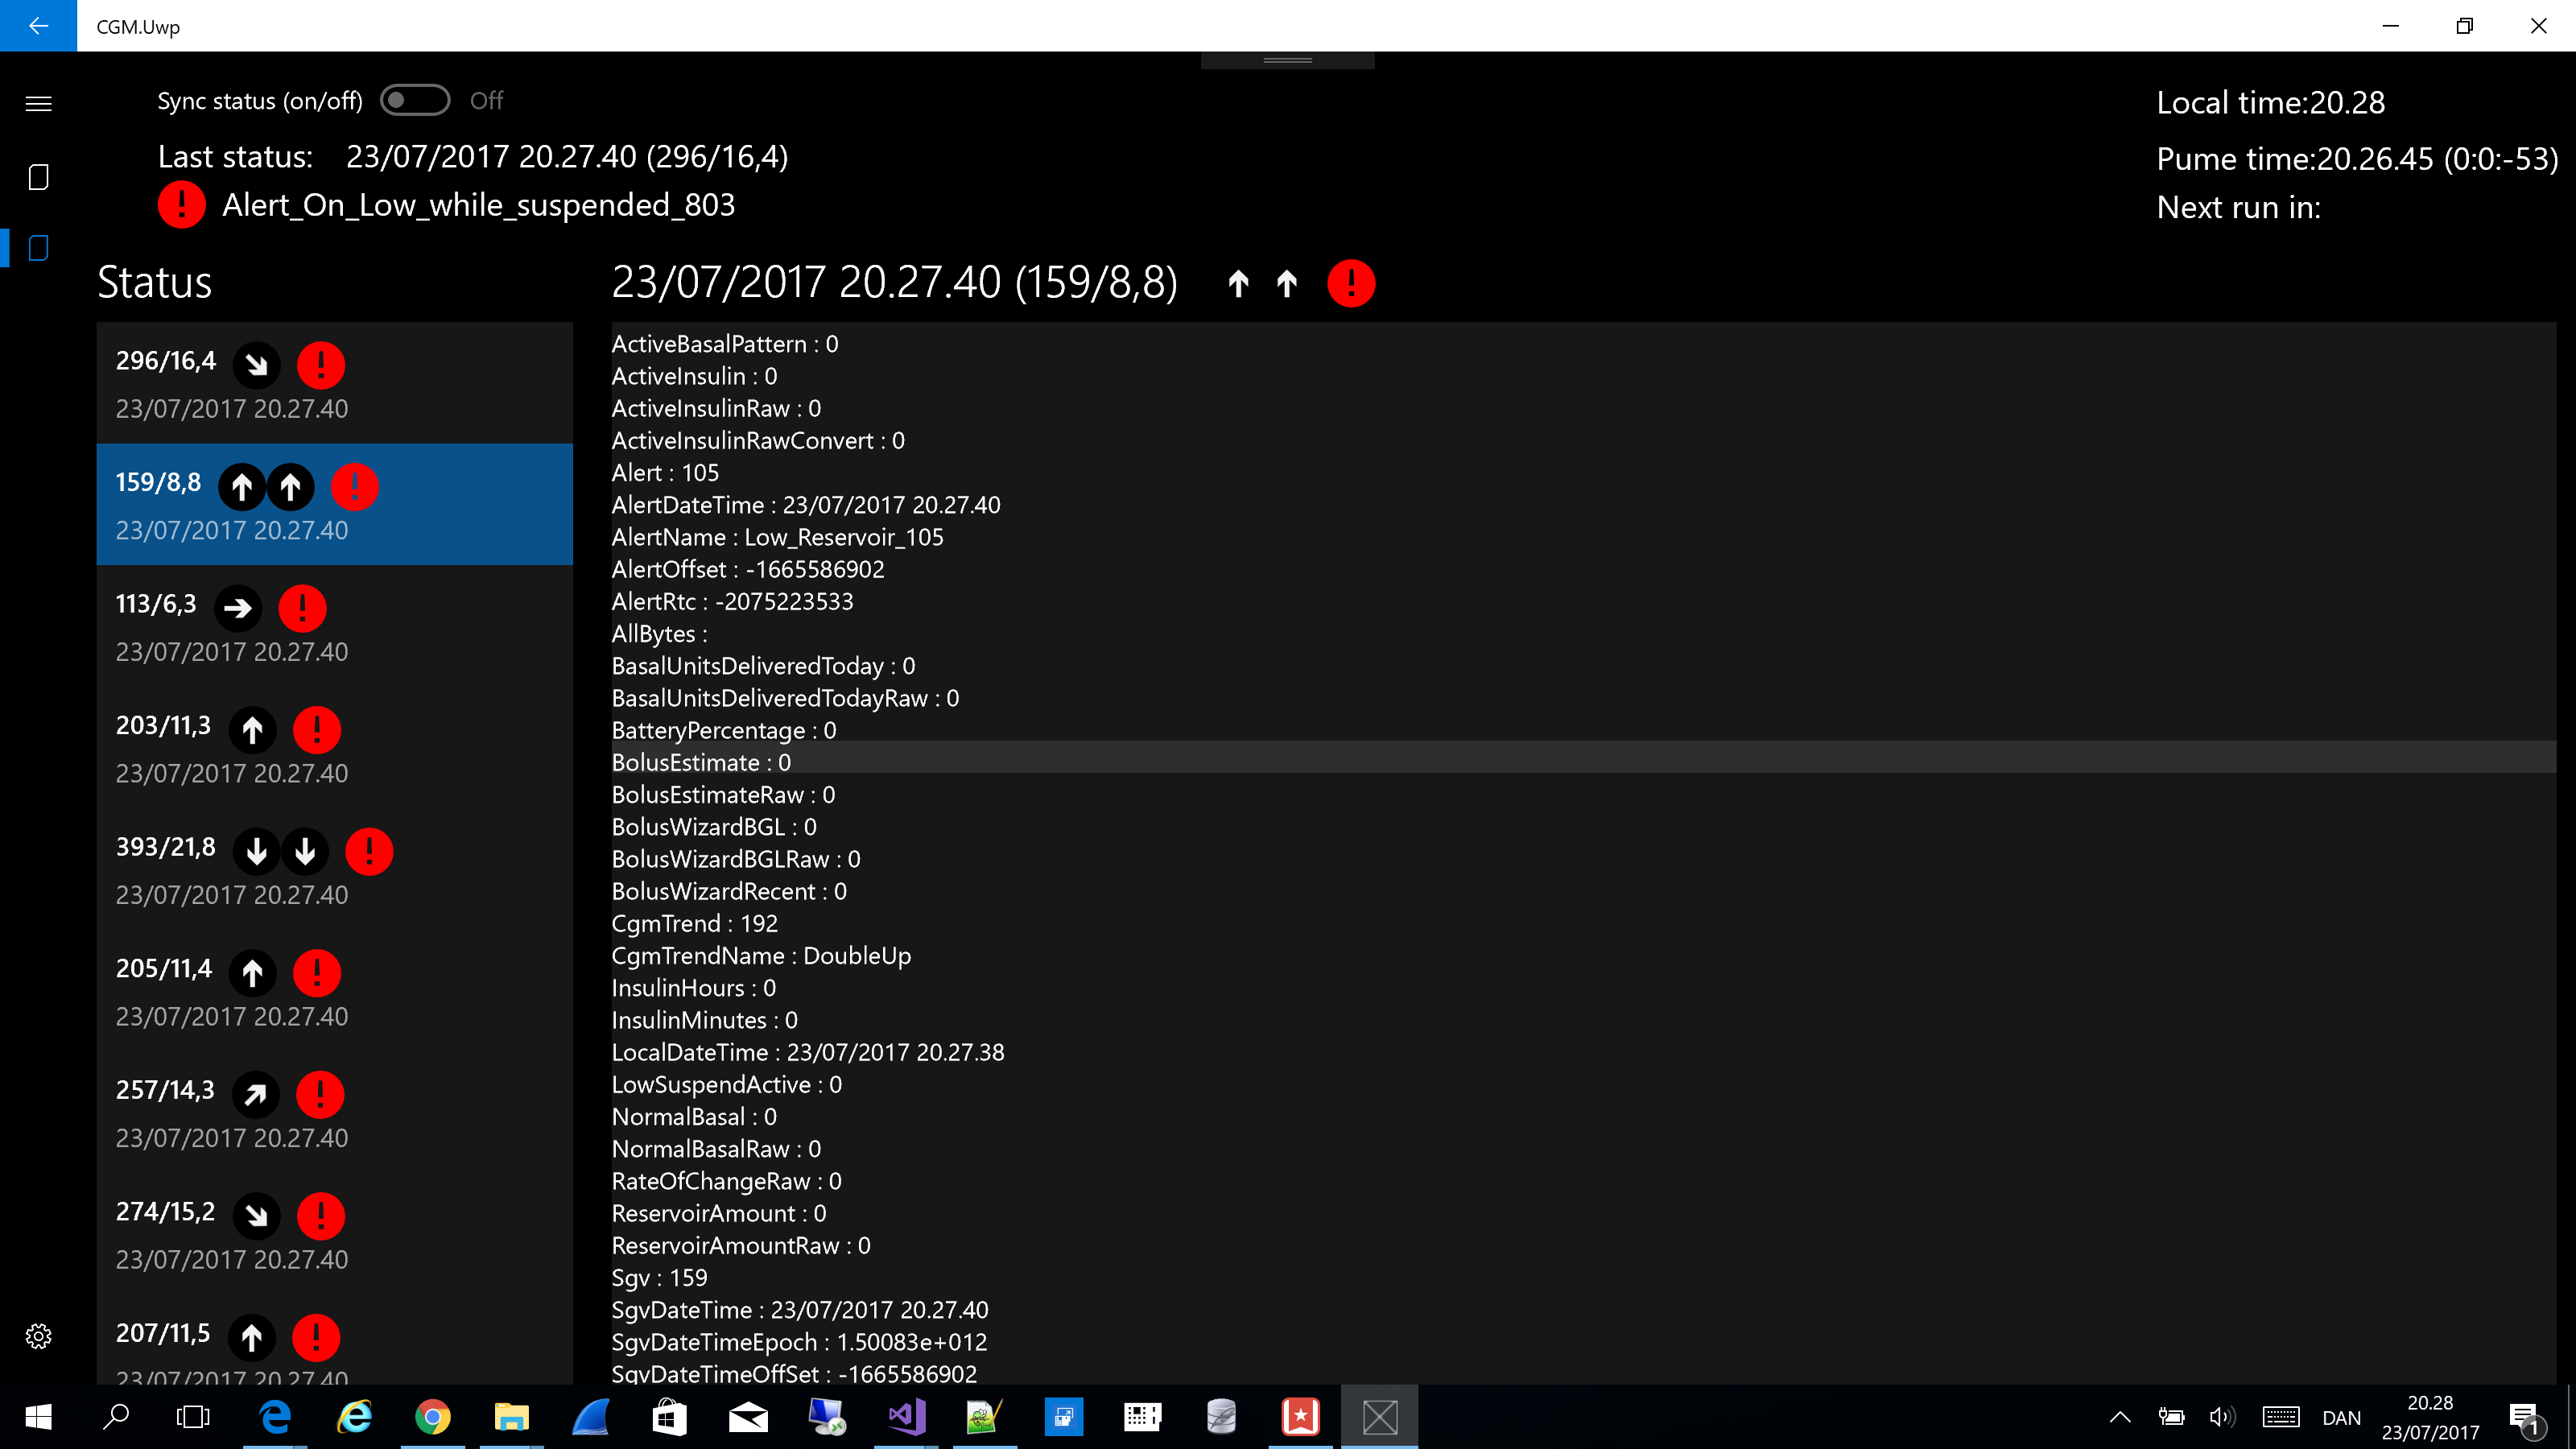 CGM.Uwp
Sync status (on/off) Off
Last status: 23/07/2017 20.27.40 (296/16,4)
Alert_On_Low_while_suspended_803
Local time:20.28
Pume time:20.26.45 (0:0:-53)
Next run in:
Status
296/16,4
23/07/2017 20.27.40
159/8,8
23/07/2017 20.27.40
113/6,3
23/07/2017 20.27.40
203/11,3
23/07/2017 20.27.40
393/21,8
23/07/2017 20.27.40
205/11,4
23/07/2017 20.27.40
257/14,3
23/07/2017 20.27.40
274/15,2
23/07/2017 20.27.40
207/11,5
23/07/2017 20.27.40
23/07/2017 20.27.40 (159/8,8)
ActiveBasalPattern : 0
ActiveInsulin : 0
ActiveInsulinRaw : 0
ActiveInsulinRawConvert : 0
Alert : 105
AlertDateTime : 23/07/2017 20.27.40
AlertName : Low_Reservoir_105
AlertOffset : -1665586902
AlertRtc : -2075223533
AllBytes :
BasalUnitsDeliveredToday : 0
BasalUnitsDeliveredTodayRaw : 0
BatteryPercentage : 0
BolusEstimate : 0
BolusEstimateRaw : 0
BolusWizardBGL : 0
BolusWizardBGLRaw : 0
BolusWizardRecent : 0
CgmTrend : 192
CgmTrendName : DoubleUp
InsulinHours : 0
InsulinMinutes : 0
LocalDateTime : 23/07/2017 20.27.38
LowSuspendActive : 0
NormalBasal : 0
NormalBasalRaw : 0
RateOfChangeRaw : 0
ReservoirAmount : 0
ReservoirAmountRaw : 0
Sgv : 159
SgvDateTime : 23/07/2017 20.27.40
SgvDateTimeEpoch : 1.50083e+012
SgvDateTimeOffSet : -1665586902
DAN
20.28
23/07/2017
1